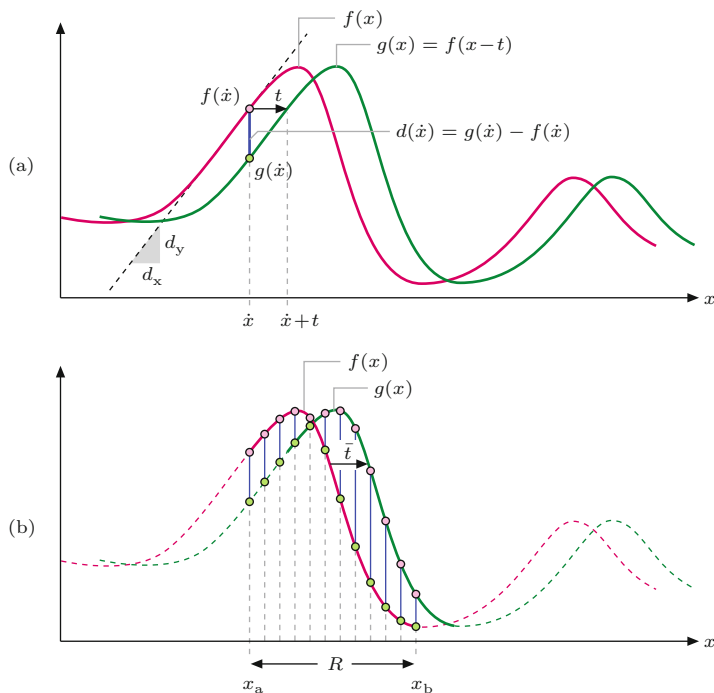 f(x)
g(x) = f(x−t)
f(ẋ)
t
d(ẋ) = g(ẋ) − f(ẋ)
(a)
g(ẋ)
d_y
d_x
x
ẋ
ẋ+t
f(x)
g(x)
t̄
(b)
x
R
x_a
x_b